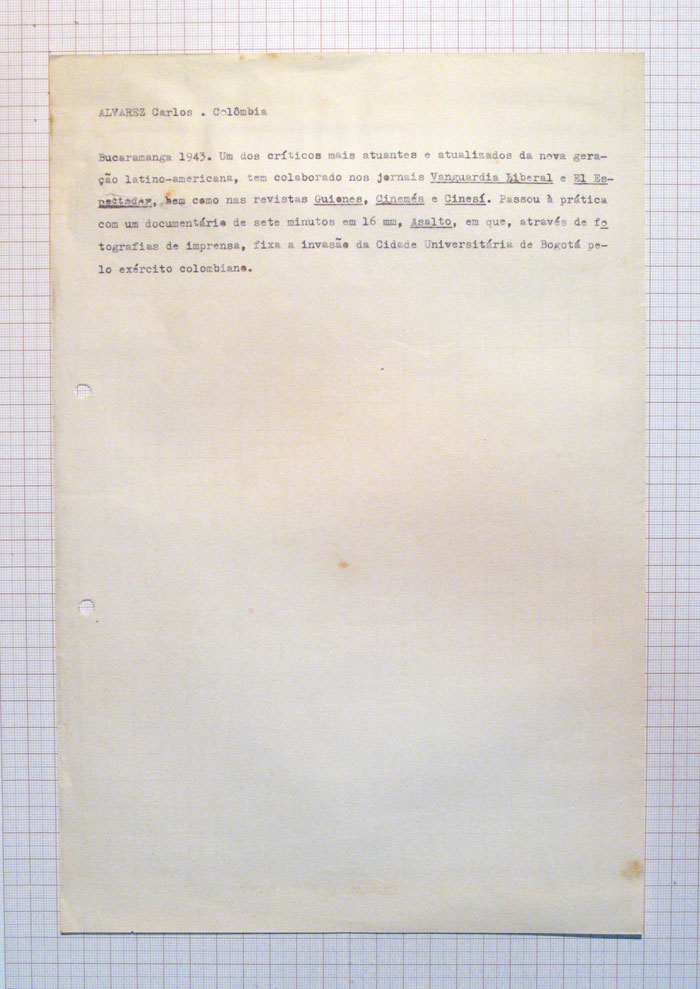 ALVAREZ Carlos . Colômbia
Bucaramanga 1943. Um dos críticos mais atuantes e atualizados da nova gera-
ção latino-americana, tem colaborado nos jornais Vanguardia Liberal e El Es-
pectador, bem como nas revistas Guiones, Cinemés e Cinesí. Passou à prática
com um documentário de sete minutos em 16 mm, Asalto, em que, através de fo
tografias de imprensa, fixa a invasão da Cidade Universitária de Bogotá pe-
lo exército colombiano.